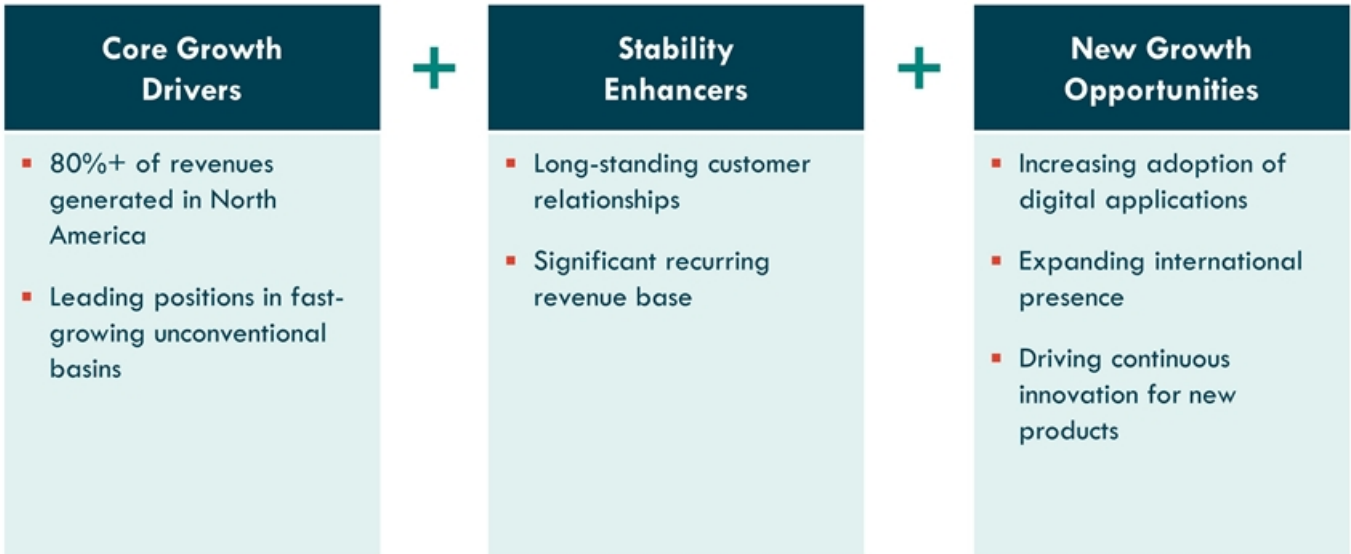 Core Growth
Drivers
+
Stability
Enhancers
+
New Growth
Opportunities
▪ 80%+ of revenues
generated in North
America
▪ Leading positions in fast-
growing unconventional
basins
▪ Long-standing customer
relationships
▪ Significant recurring
revenue base
▪ Increasing adoption of
digital applications
▪ Expanding international
presence
▪ Driving continuous
innovation for new
products